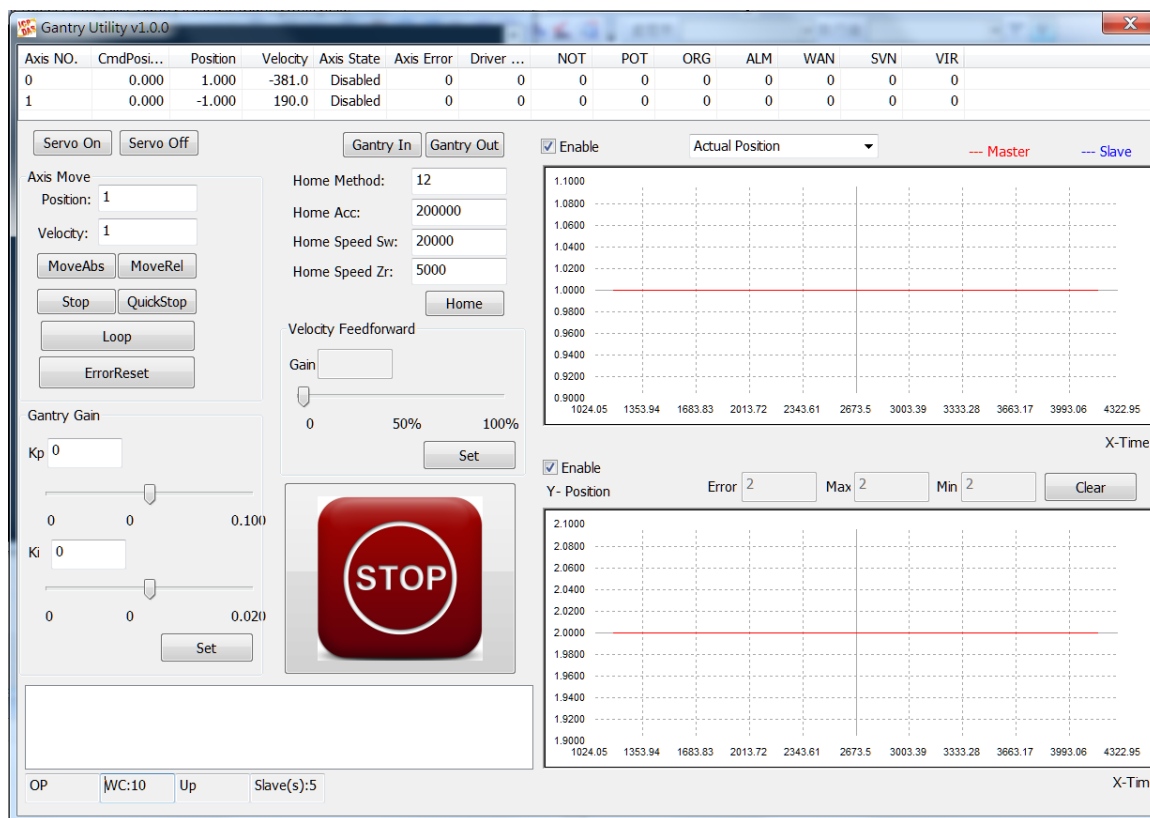 ICP DAS Gantry Utility v1.0.0
Axis NO. CmdPosi... Position Velocity Axis State Axis Error Driver ... NOT POT ORG ALM WAN SVN VIR
0 0.000 1.000 -381.0 Disabled 0 0 0 0 0 0 0 0 0
1 0.000 -1.000 190.0 Disabled 0 0 0 0 0 0 0 0 0
Servo On Servo Off
Axis Move
Position: 1
Velocity: 1
MoveAbs MoveRel
Stop QuickStop
Loop
ErrorReset
Gantry Gain
Kp 0
0 0 0.100
Ki 0
0 0 0.020
Set
Gantry In Gantry Out
Home Method: 12
Home Acc: 200000
Home Speed Sw: 20000
Home Speed Zr: 5000
Home
Velocity Feedforward
Gain
0 50% 100%
Set
STOP
Enable Actual Position --- Master --- Slave
1.1000
1.0800
1.0600
1.0400
1.0200
1.0000
0.9800
0.9600
0.9400
0.9200
0.9000
1024.05 1353.94 1683.83 2013.72 2343.61 2673.5 3003.39 3333.28 3663.17 3993.06 4322.95
X-Time
Enable
Y- Position Error 2 Max 2 Min 2 Clear
2.1000
2.0800
2.0600
2.0400
2.0200
2.0000
1.9800
1.9600
1.9400
1.9200
1.9000
1024.05 1353.94 1683.83 2013.72 2343.61 2673.5 3003.39 3333.28 3663.17 3993.06 4322.95
X-Tim
OP WC:10 Up Slave(s):5